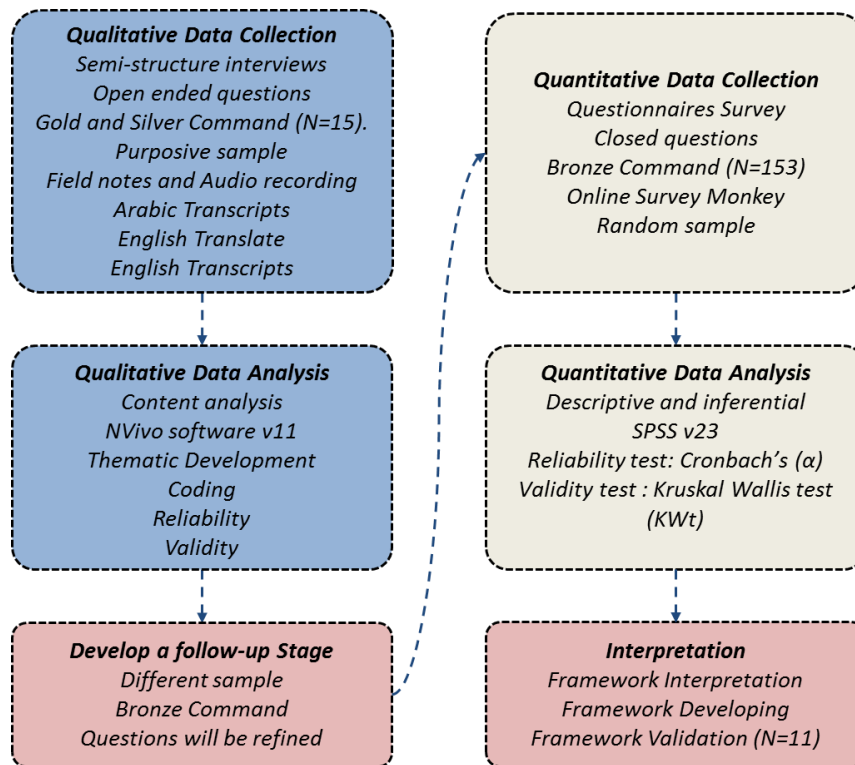 Qualitative Data Collection
Semi-structure interviews
Open ended questions
Gold and Silver Command (N=15).
Purposive sample
Field notes and Audio recording
Arabic Transcripts
English Translate
English Transcripts
Qualitative Data Analysis
Content analysis
NVivo software v11
Thematic Development
Coding
Reliability
Validity
Develop a follow-up Stage
Different sample
Bronze Command
Questions will be refined
Quantitative Data Collection
Questionnaires Survey
Closed questions
Bronze Command (N=153)
Online Survey Monkey
Random sample
Quantitative Data Analysis
Descriptive and inferential
SPSS v23
Reliability test: Cronbach’s (α)
Validity test : Kruskal Wallis test
(KWt)
Interpretation
Framework Interpretation
Framework Developing
Framework Validation (N=11)